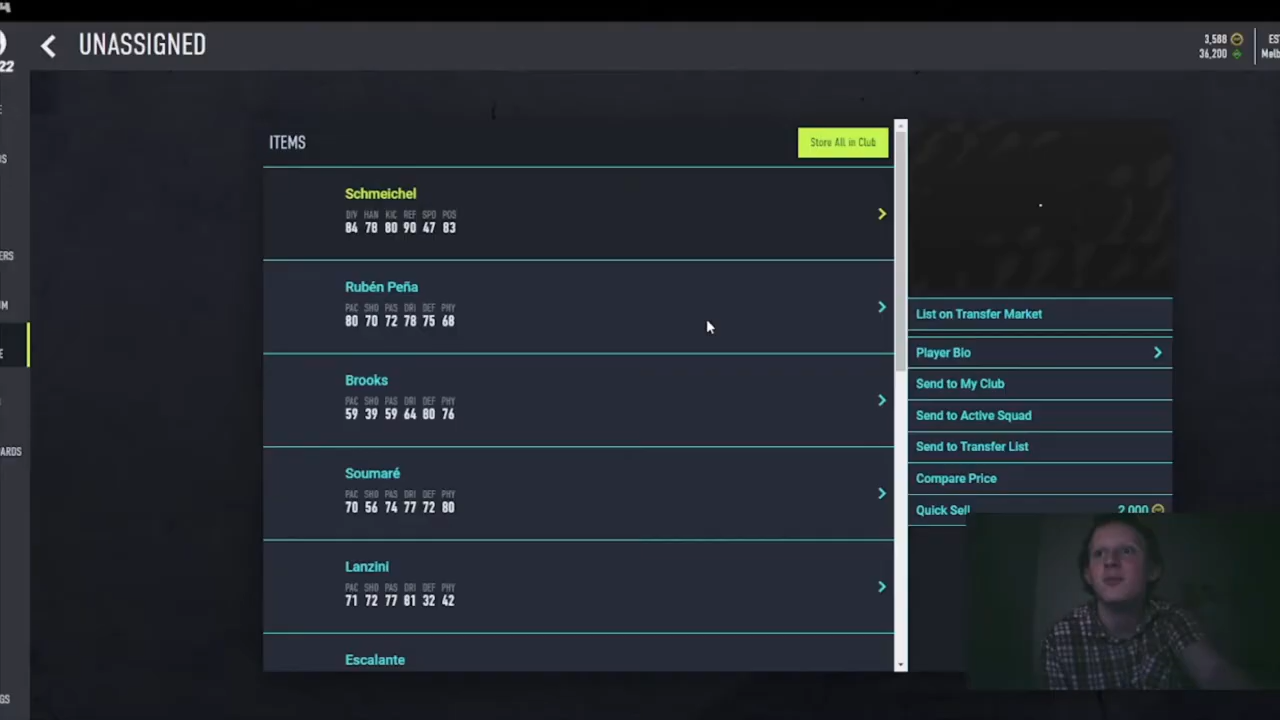 UNASSIGNED
22
3,588
36,200
ITEMS
Store All in Club
Schmeichel
DIV HAN KIC REF SPD POS
84 78 80 90 47 83
Rubén Peña
PAC SHO PAS DRI DEF PHY
80 70 72 78 75 68
Brooks
PAC SHO PAS DRI DEF PHY
59 39 59 64 80 76
Soumaré
PAC SHO PAS DRI DEF PHY
70 56 74 77 72 80
Lanzini
PAC SHO PAS DRI DEF PHY
71 72 77 81 32 42
Escalante
List on Transfer Market
Player Bio
Send to My Club
Send to Active Squad
Send to Transfer List
Compare Price
Quick Sell 2,000